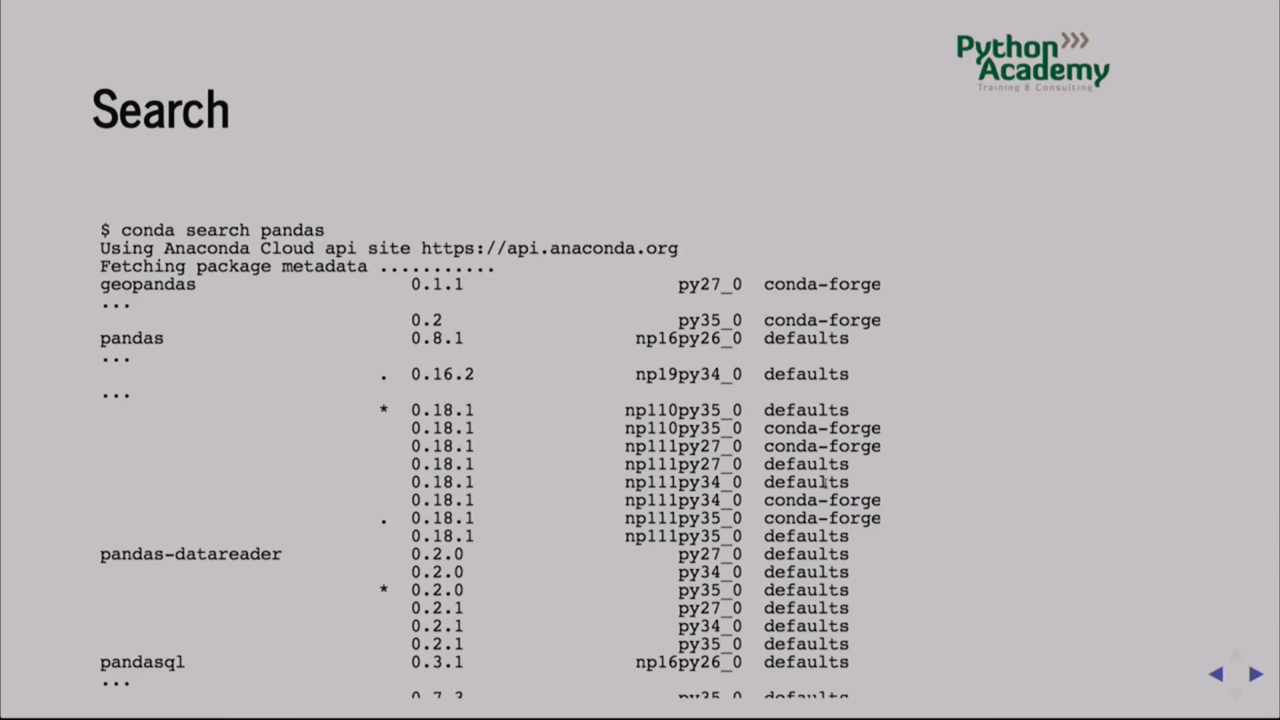 Python
Academy
Training & Consulting
Search
$ conda search pandas
Using Anaconda Cloud api site https://api.anaconda.org
Fetching package metadata ...........
geopandas 0.1.1 py27_0 conda-forge
...
0.2 py35_0 conda-forge
pandas 0.8.1 np16py26_0 defaults
...
. 0.16.2 np19py34_0 defaults
...
* 0.18.1 np110py35_0 defaults
0.18.1 np110py35_0 conda-forge
0.18.1 np111py27_0 conda-forge
0.18.1 np111py27_0 defaults
0.18.1 np111py34_0 defaults
0.18.1 np111py34_0 conda-forge
. 0.18.1 np111py35_0 conda-forge
0.18.1 np111py35_0 defaults
pandas-datareader 0.2.0 py27_0 defaults
0.2.0 py34_0 defaults
* 0.2.0 py35_0 defaults
0.2.1 py27_0 defaults
0.2.1 py34_0 defaults
0.2.1 py35_0 defaults
pandasql 0.3.1 np16py26_0 defaults
...
0.7.3 py35_0 defaults